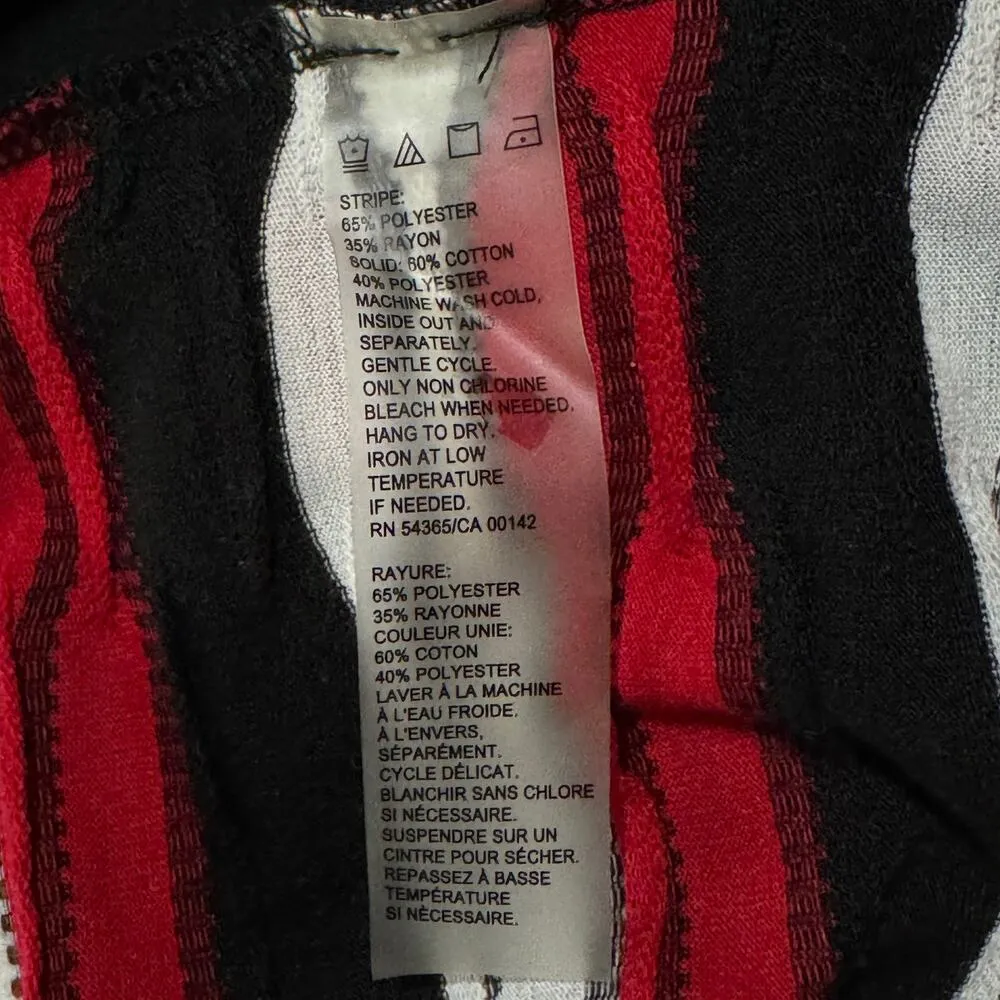 STRIPE:
65% POLYESTER
35% RAYON
SOLID: 60% COTTON
40% POLYESTER
MACHINE WASH COLD,
INSIDE OUT AND
SEPARATELY.
GENTLE CYCLE.
ONLY NON CHLORINE
BLEACH WHEN NEEDED.
HANG TO DRY.
IRON AT LOW
TEMPERATURE
IF NEEDED.
RN 54365/CA 00142
RAYURE:
65% POLYESTER
35% RAYONNE
COULEUR UNIE:
60% COTON
40% POLYESTER
LAVER À LA MACHINE
À L'EAU FROIDE,
À L'ENVERS,
SÉPARÉMENT.
CYCLE DÉLICAT.
BLANCHIR SANS CHLORE
SI NÉCESSAIRE.
SUSPENDRE SUR UN
CINTRE POUR SÉCHER.
REPASSEZ À BASSE
TEMPÉRATURE
SI NÈCESSAIRE.